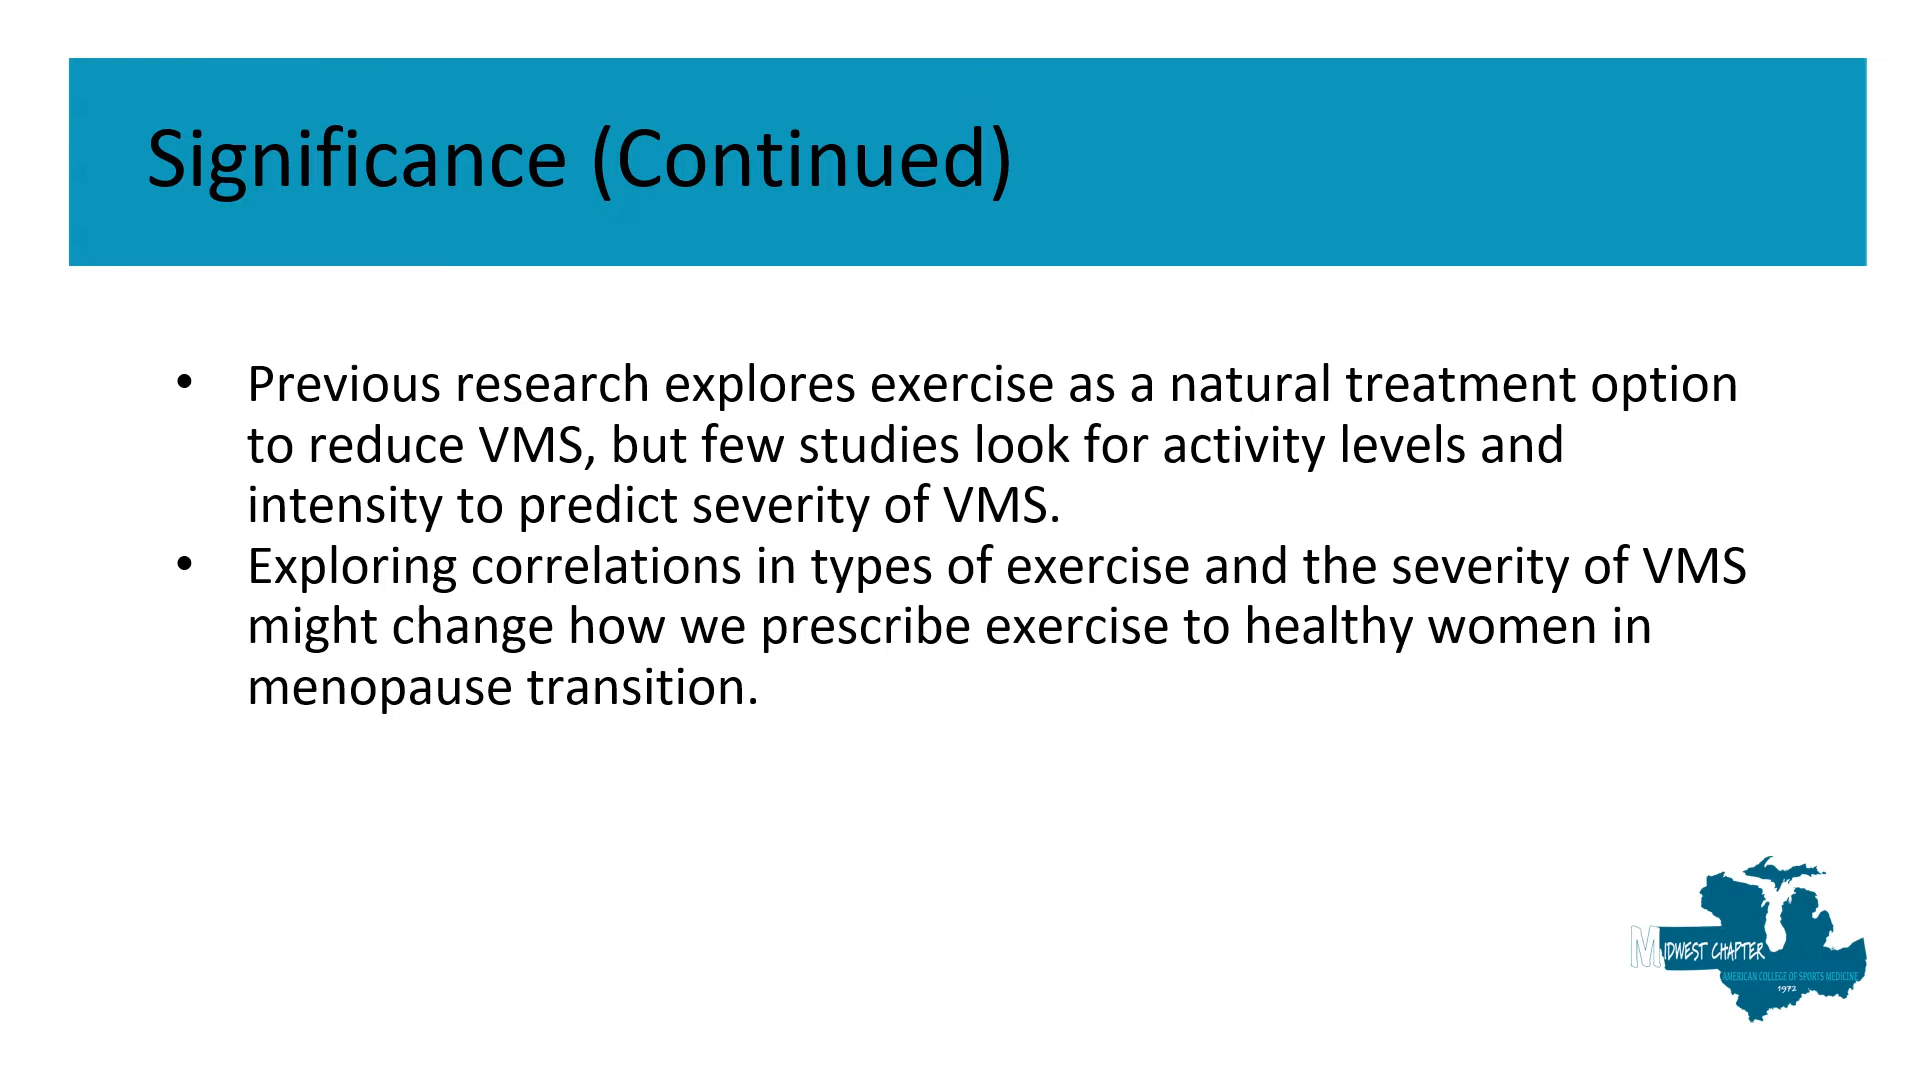 Significance (Continued)
• Previous research explores exercise as a natural treatment option
to reduce VMS, but few studies look for activity levels and
intensity to predict severity of VMS.
• Exploring correlations in types of exercise and the severity of VMS
might change how we prescribe exercise to healthy women in
menopause transition.
MIDWEST CHAPTER
AMERICAN COLLEGE OF SPORTS MEDICINE
1972